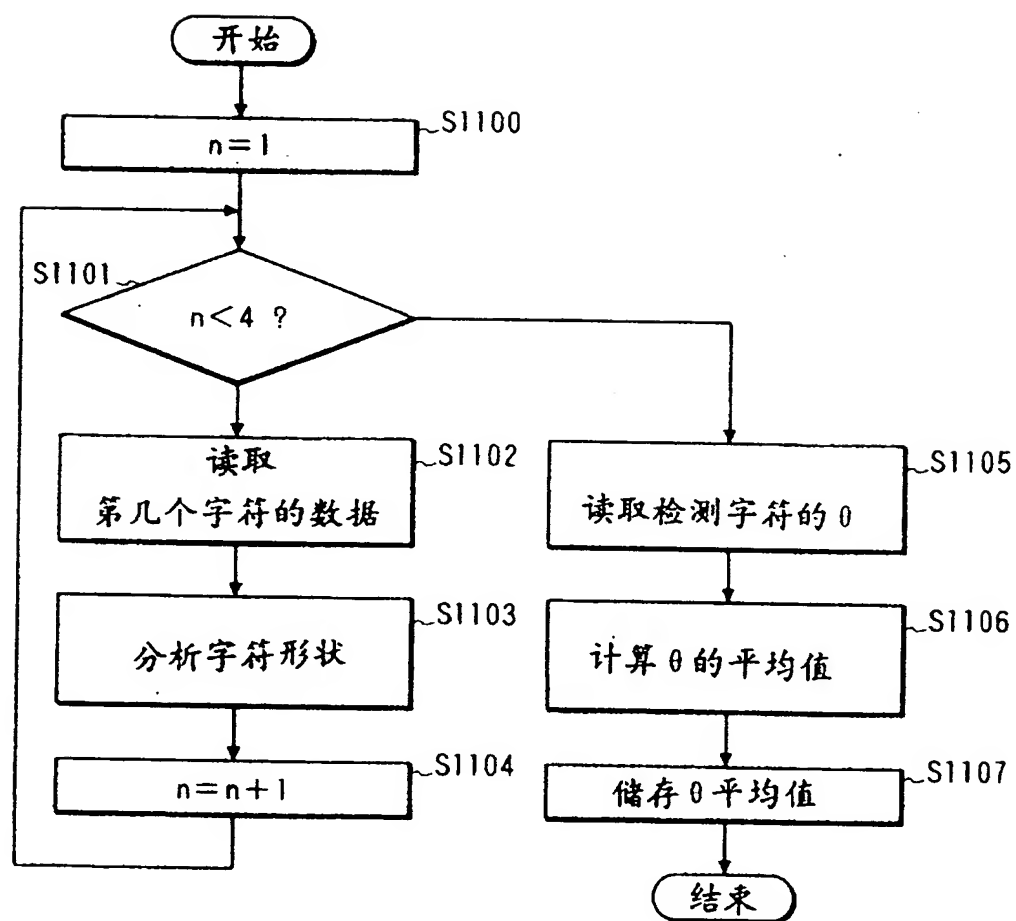 开始
n=1
S1100
S1101
n<4 ?
读取
第几个字符的数据
S1102
分析字符形状
S1103
n=n+1
S1104
读取检测字符的θ
S1105
计算θ的平均值
S1106
储存θ平均值
S1107
结束